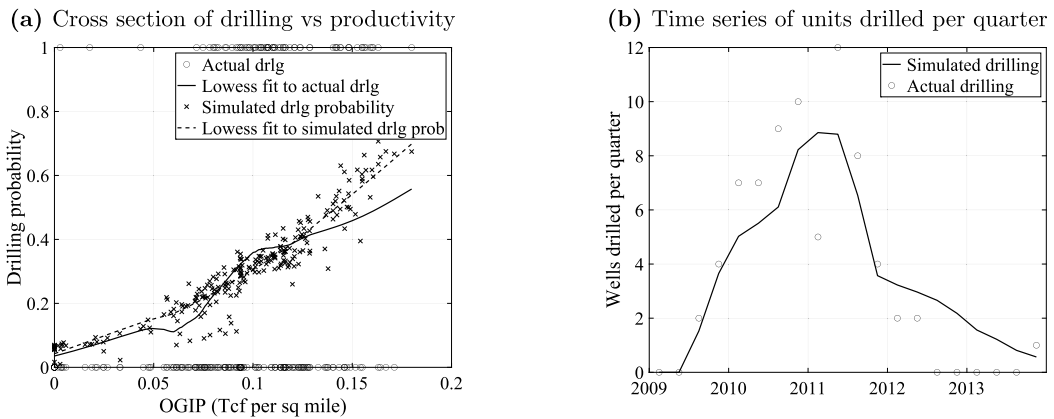 (a) Cross section of drilling vs productivity
1
0.8
0.6
0.4
0.2
0
Drilling probability
Actual drlg
Lowess fit to actual drlg
Simulated drlg probability
Lowess fit to simulated drlg prob
0 0.05 0.1 0.15 0.2
OGIP (Tcf per sq mile)
(b) Time series of units drilled per quarter
12
10
8
6
4
2
0
Wells drilled per quarter
Simulated drilling
Actual drilling
2009 2010 2011 2012 2013